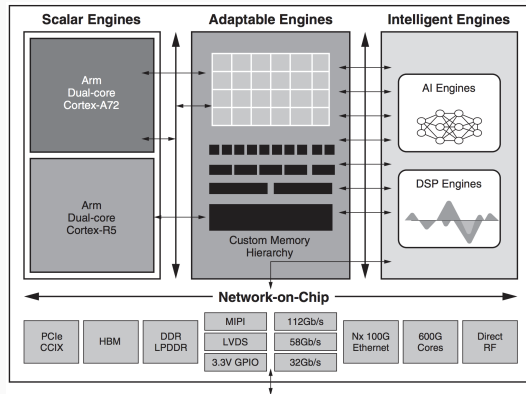 Scalar Engines
Adaptable Engines
Intelligent Engines
Arm
Dual-core
Cortex-A72
Arm
Dual-core
Cortex-R5
Custom Memory
Hierarchy
AI Engines
DSP Engines
Network-on-Chip
PCIe
CCIX
HBM
DDR
LPDDR
MIPI
LVDS
3.3V GPIO
112Gb/s
58Gb/s
32Gb/s
Nx 100G
Ethernet
600G
Cores
Direct
RF